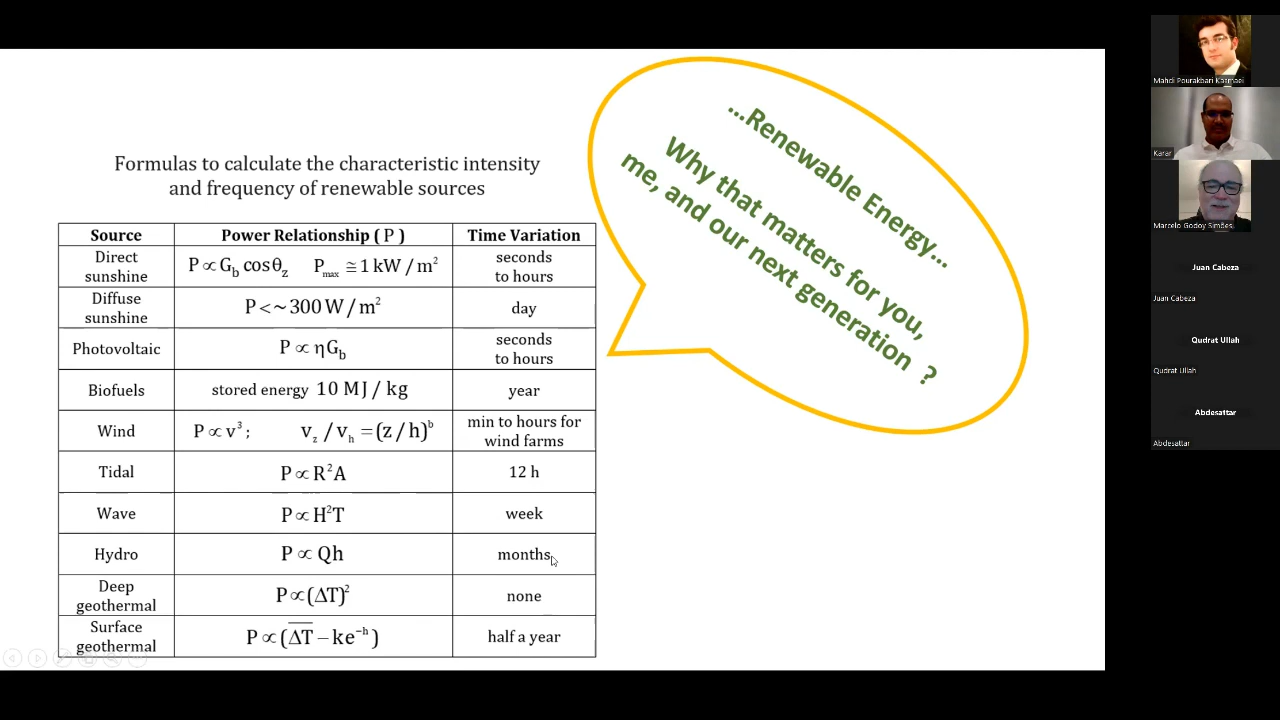 Formulas to calculate the characteristic intensity
and frequency of renewable sources
Source Power Relationship ( P ) Time Variation
Direct sunshine P ∝ G_b cosθ_z P_max ≅ 1 kW / m² seconds to hours
Diffuse sunshine P <~ 300 W / m² day
Photovoltaic P ∝ ηG_b seconds to hours
Biofuels stored energy 10 MJ / kg year
Wind P ∝ v³ ; v_z / v_h = (z / h)^b min to hours for wind farms
Tidal P ∝ R²A 12 h
Wave P ∝ H²T week
Hydro P ∝ Qh months
Deep geothermal P ∝ (ΔT)² none
Surface geothermal P ∝ (\overline{ΔT} – ke^{–h}) half a year
...Renewable Energy...
Why that matters for you,
me, and our next generation ?
Mahdi Pourakbari Kasmaei
Karar
Marcelo Godoy Simões
Juan Cabeza
Juan Cabeza
Qudrat Ullah
Qudrat Ullah
Abdesattar
Abdesattar